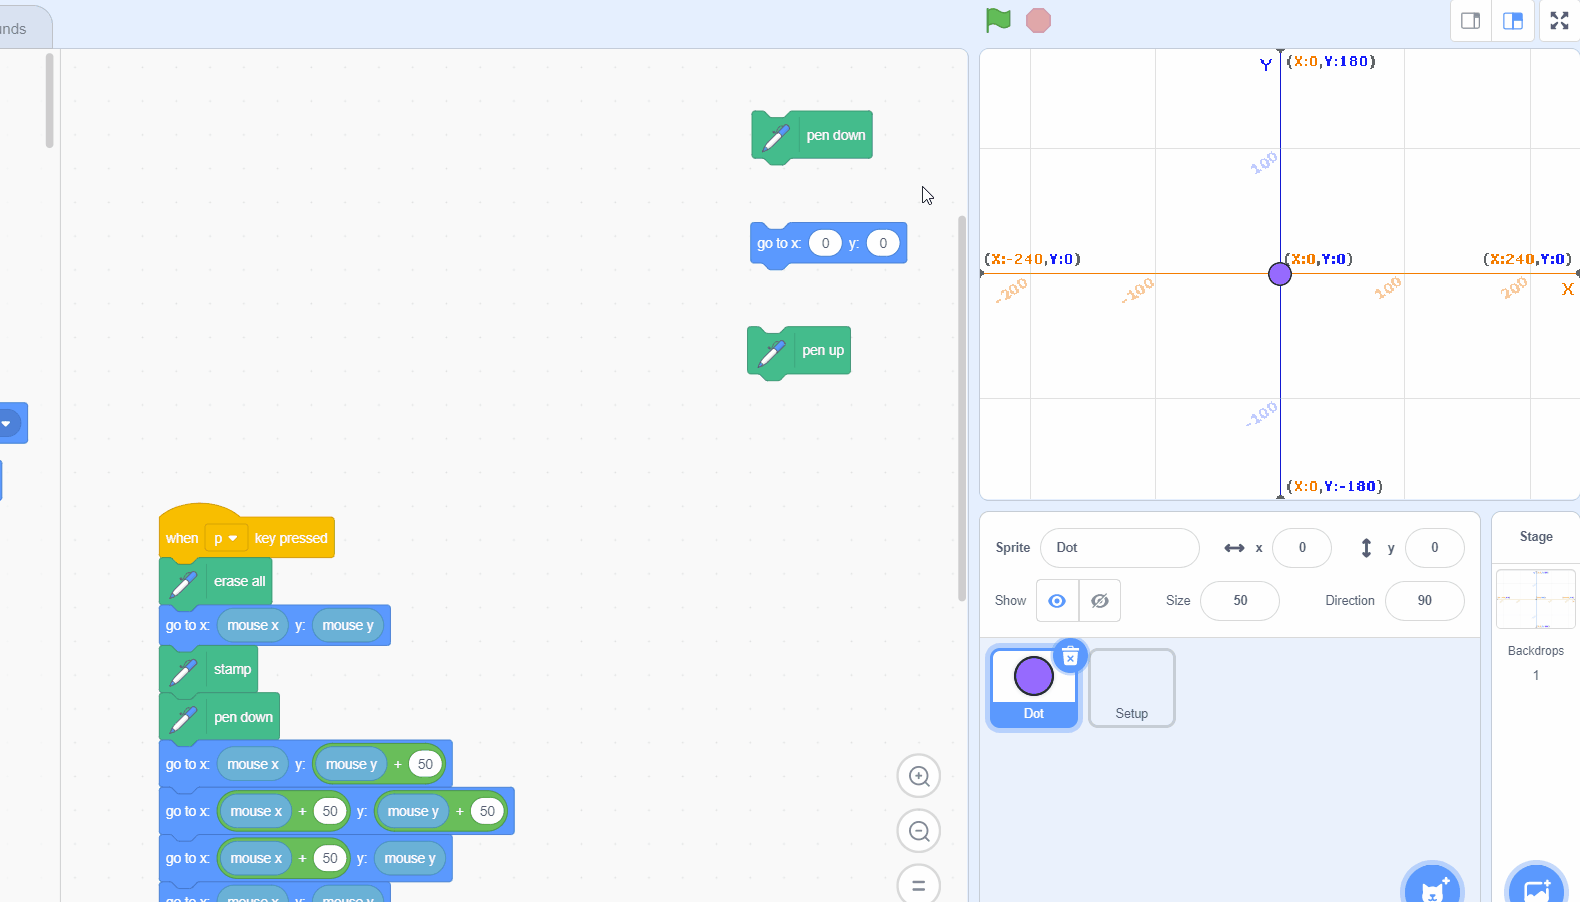 nds
pen down
go to x: 0 y: 0
pen up
when p key pressed
erase all
go to x: mouse x y: mouse y
stamp
pen down
go to x: mouse x y: mouse y + 50
go to x: mouse x + 50 y: mouse y + 50
go to x: mouse x + 50 y: mouse y
go to x: mouse x y: mouse y
Y (X:0,Y:180)
100
(X:-240,Y:0) (X:0,Y:0) (X:240,Y:0)
-200 -100 100 200 X
-100
(X:0,Y:-180)
Sprite Dot x 0 y 0
Show Size 50 Direction 90
Dot
Setup
Stage
Backdrops
1